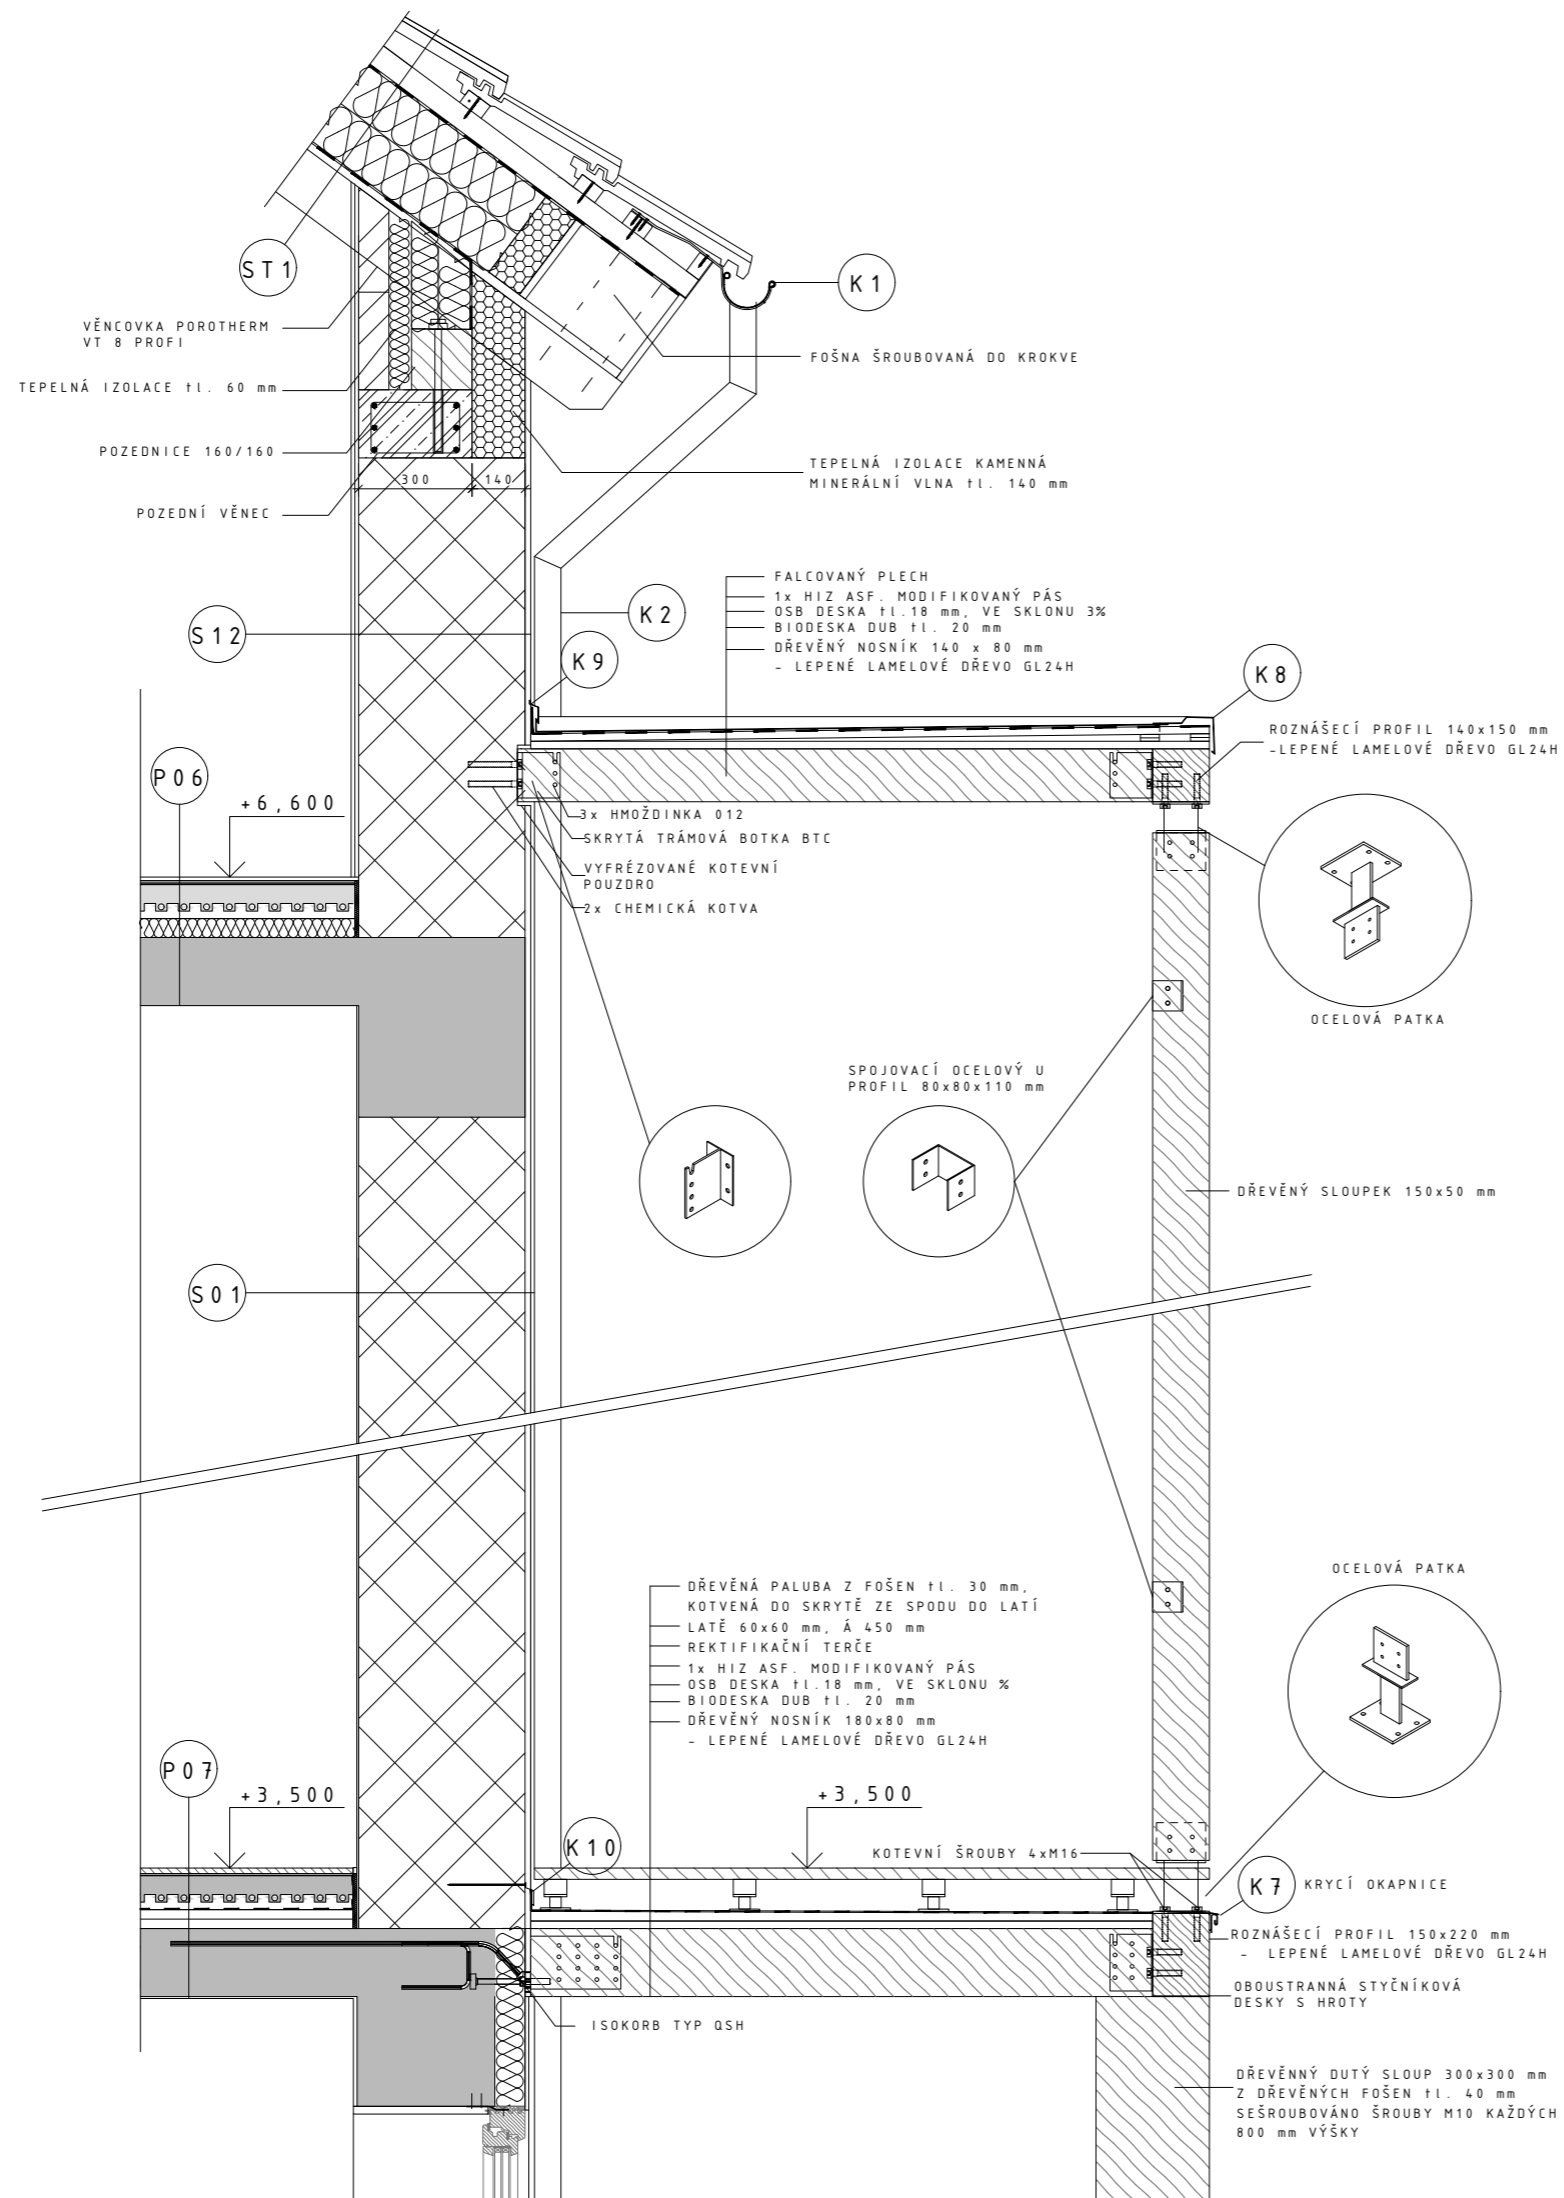 ST1
K1
VĚNCOVKA POROTHERM
VT 8 PROFI
FOŠNA ŠROUBOVANÁ DO KROKVE
TEPELNÁ IZOLACE tl. 60 mm
POZEDNICE 160/160
TEPELNÁ IZOLACE KAMENNÁ
MINERÁLNÍ VLNA tl. 140 mm
300
140
POZEDNÍ VĚNEC
FALCOVANÝ PLECH
1x HIZ ASF. MODIFIKOVANÝ PÁS
OSB DESKA tl.18 mm, VE SKLONU 3%
BIODESKA DUB tl. 20 mm
DŘEVĚNÝ NOSNÍK 140 x 80 mm
- LEPENÉ LAMELOVÉ DŘEVO GL24H
K2
S12
K9
K8
ROZNÁŠECÍ PROFIL 140x150 mm
-LEPENÉ LAMELOVÉ DŘEVO GL24H
P06
+6,600
3x HMOŽDINKA 012
SKRYTÁ TRÁMOVÁ BOTKA BTC
VYFRÉZOVANÉ KOTEVNÍ
POUZDRO
2x CHEMICKÁ KOTVA
OCELOVÁ PATKA
SPOJOVACÍ OCELOVÝ U
PROFIL 80x80x110 mm
DŘEVĚNÝ SLOUPEK 150x50 mm
S01
OCELOVÁ PATKA
DŘEVĚNÁ PALUBA Z FOŠEN tl. 30 mm,
KOTVENÁ DO SKRYTĚ ZE SPODU DO LATÍ
LATĚ 60x60 mm, Á 450 mm
REKTIFIKAČNÍ TERČE
1x HIZ ASF. MODIFIKOVANÝ PÁS
OSB DESKA tl.18 mm, VE SKLONU %
BIODESKA DUB tl. 20 mm
DŘEVĚNÝ NOSNÍK 180x80 mm
- LEPENÉ LAMELOVÉ DŘEVO GL24H
P07
+3,500
+3,500
K10
KOTEVNÍ ŠROUBY 4xM16
K7
KRYCÍ OKAPNICE
ROZNÁŠECÍ PROFIL 150x220 mm
- LEPENÉ LAMELOVÉ DŘEVO GL24H
OBOUSTRANNÁ STYČNÍKOVÁ
DESKY S HROTY
ISOKORB TYP QSH
DŘEVĚNNÝ DUTÝ SLOUP 300x300 mm
Z DŘEVĚNÝCH FOŠEN tl. 40 mm
SEŠROUBOVÁNO ŠROUBY M10 KAŽDÝCH
800 mm VÝŠKY